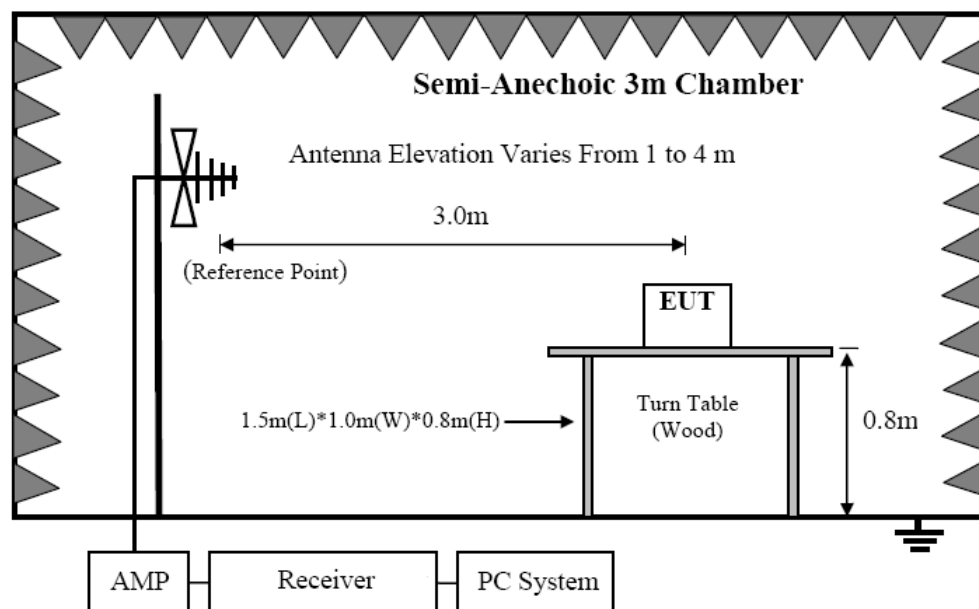 Semi-Anechoic 3m Chamber
Antenna Elevation Varies From 1 to 4 m
3.0m
(Reference Point)
EUT
1.5m(L)*1.0m(W)*0.8m(H)
Turn Table
(Wood)
0.8m
AMP
Receiver
PC System